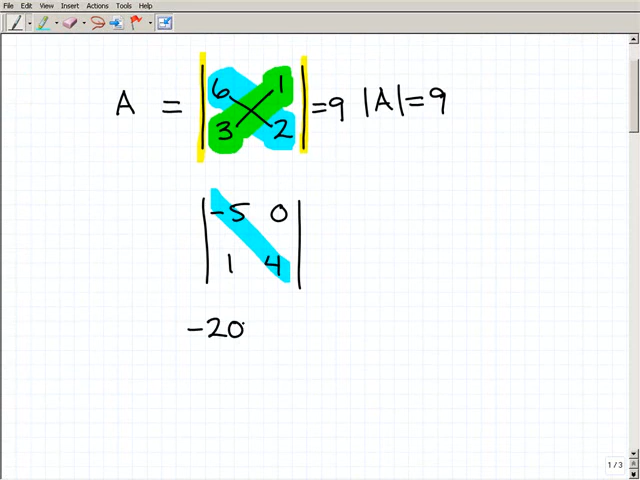 File Edit View Insert Actions Tools Help
A = | 6 1 | = 9 |A| = 9
| 3 2 |
| -5 0 |
| 1 4 |
-20
1 / 3